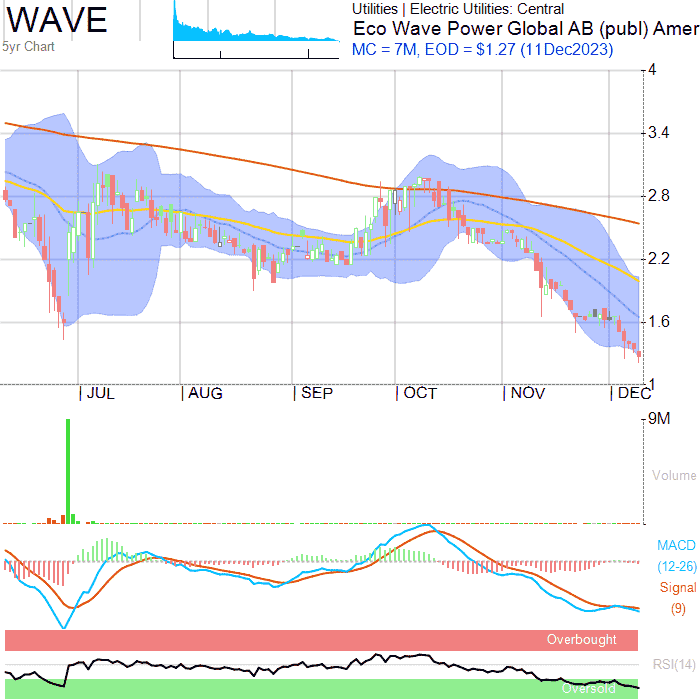 WAVE
5yr Chart
Utilities | Electric Utilities: Central
Eco Wave Power Global AB (publ) Amer
MC = 7M, EOD = $1.27 (11Dec2023)
4
3.4
2.8
2.2
1.6
1
JUL AUG SEP OCT NOV DEC
9M
Volume
MACD
(12-26)
Signal
(9)
Overbought
RSI(14)
Oversold